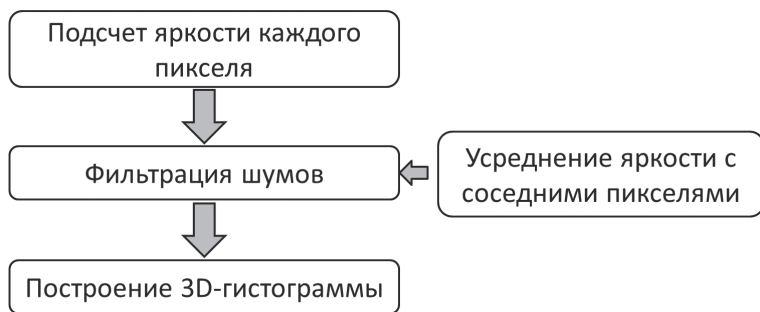 Подсчет яркости каждого
пикселя
Фильтрация шумов
Усреднение яркости с
соседними пикселями
Построение 3D-гистограммы